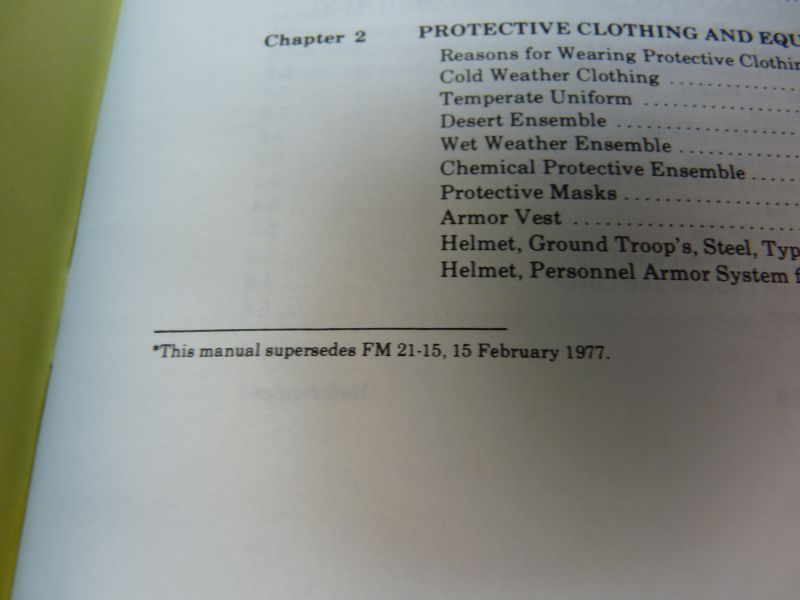 Chapter 2 PROTECTIVE CLOTHING AND EQU
Reasons for Wearing Protective Clothin
Cold Weather Clothing ...............
Temperate Uniform ..................
Desert Ensemble .....................
Wet Weather Ensemble ..............
Chemical Protective Ensemble .....
Protective Masks ....................
Armor Vest ..........................
Helmet, Ground Troop's, Steel, Typ
Helmet, Personnel Armor System f
*This manual supersedes FM 21-15, 15 February 1977.